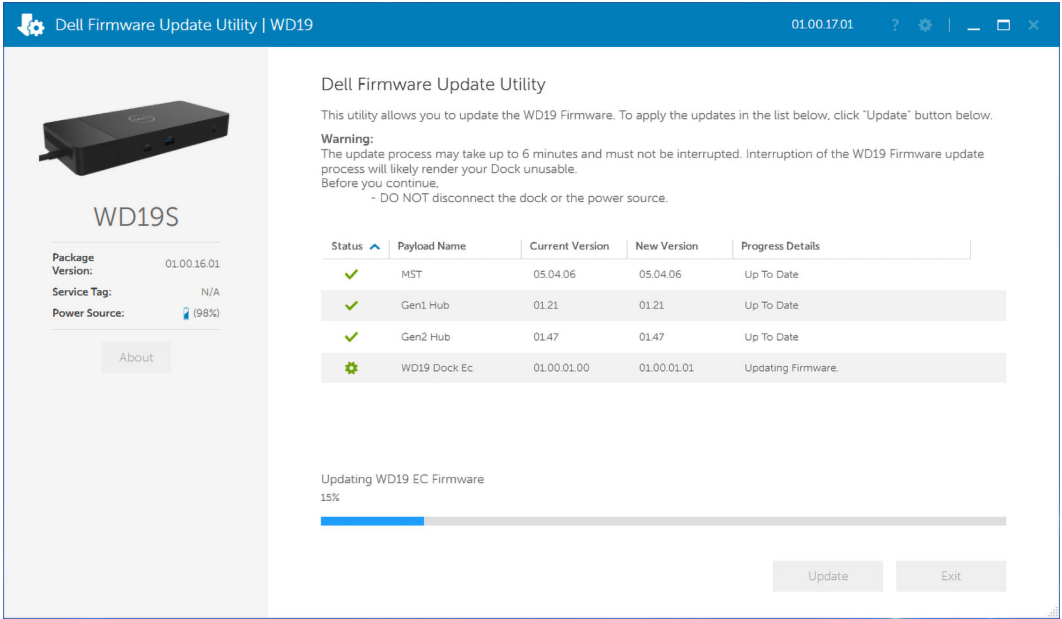 Dell Firmware Update Utility | WD19
01.00.17.01 ?
Dell Firmware Update Utility
This utility allows you to update the WD19 Firmware. To apply the updates in the list below, click "Update" button below.
Warning:
The update process may take up to 6 minutes and must not be interrupted. Interruption of the WD19 Firmware update
process will likely render your Dock unusable.
Before you continue,
- DO NOT disconnect the dock or the power source.
WD19S
Package
Version: 01.00.16.01
Service Tag: N/A
Power Source: (98%)
About
Status Payload Name Current Version New Version Progress Details
MST 05.04.06 05.04.06 Up To Date
Gen1 Hub 01.21 01.21 Up To Date
Gen2 Hub 01.47 01.47 Up To Date
WD19 Dock Ec 01.00.01.00 01.00.01.01 Updating Firmware.
Updating WD19 EC Firmware
15%
Update Exit